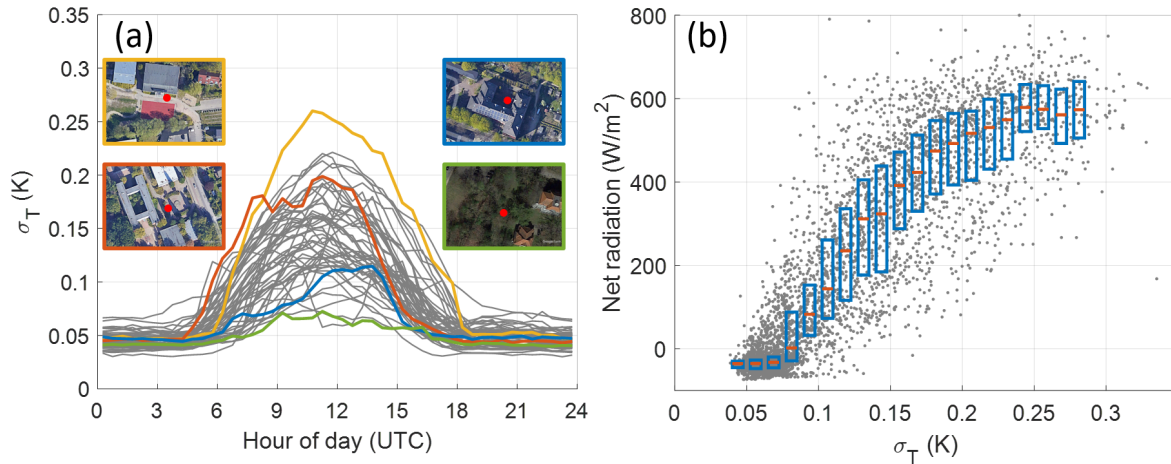 (a)
0.35
0.3
0.25
0.2
0.15
0.1
0.05
0
σT (K)
0 3 6 9 12 15 18 21 24
Hour of day (UTC)
(b)
800
600
400
200
0
Net radiation (W/m²)
0 0.05 0.1 0.15 0.2 0.25 0.3
σT (K)